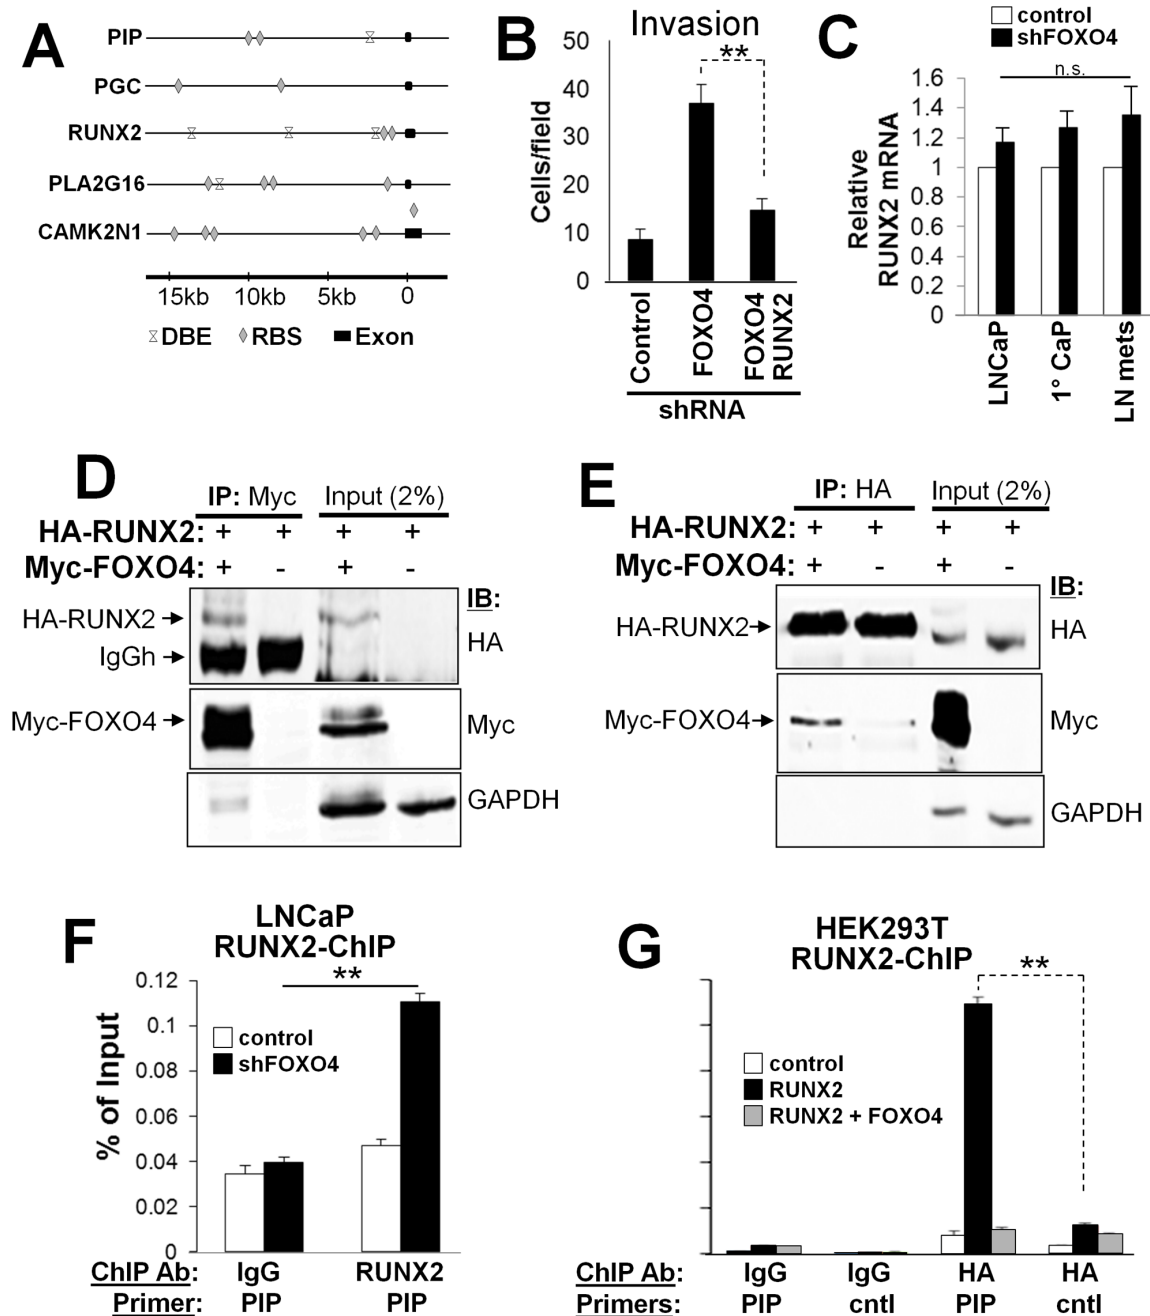 A
PIP
PGC
RUNX2
PLA2G16
CAMK2N1
15kb 10kb 5kb 0
DBE RBS Exon
B
Invasion
**
Cells/field
50
40
30
20
10
0
Control
FOXO4
FOXO4
RUNX2
shRNA
C
control
shFOXO4
n.s.
Relative
RUNX2 mRNA
1.6
1.4
1.2
1
0.8
0.6
0.4
0.2
0
LNCaP
1° CaP
LN mets
D
IP: Myc Input (2%)
HA-RUNX2: + + + +
Myc-FOXO4: + - + -
IB:
HA-RUNX2
HA
IgGh
Myc-FOXO4
Myc
GAPDH
E
IP: HA Input (2%)
HA-RUNX2: + + + +
Myc-FOXO4: + - + -
IB:
HA-RUNX2
HA
Myc-FOXO4
Myc
GAPDH
F
LNCaP
RUNX2-ChIP
**
control
shFOXO4
% of Input
0.12
0.1
0.08
0.06
0.04
0.02
0
ChIP Ab: IgG RUNX2
Primer: PIP PIP
G
HEK293T
RUNX2-ChIP
**
control
RUNX2
RUNX2 + FOXO4
ChIP Ab: IgG IgG HA HA
Primers: PIP cntl PIP cntl